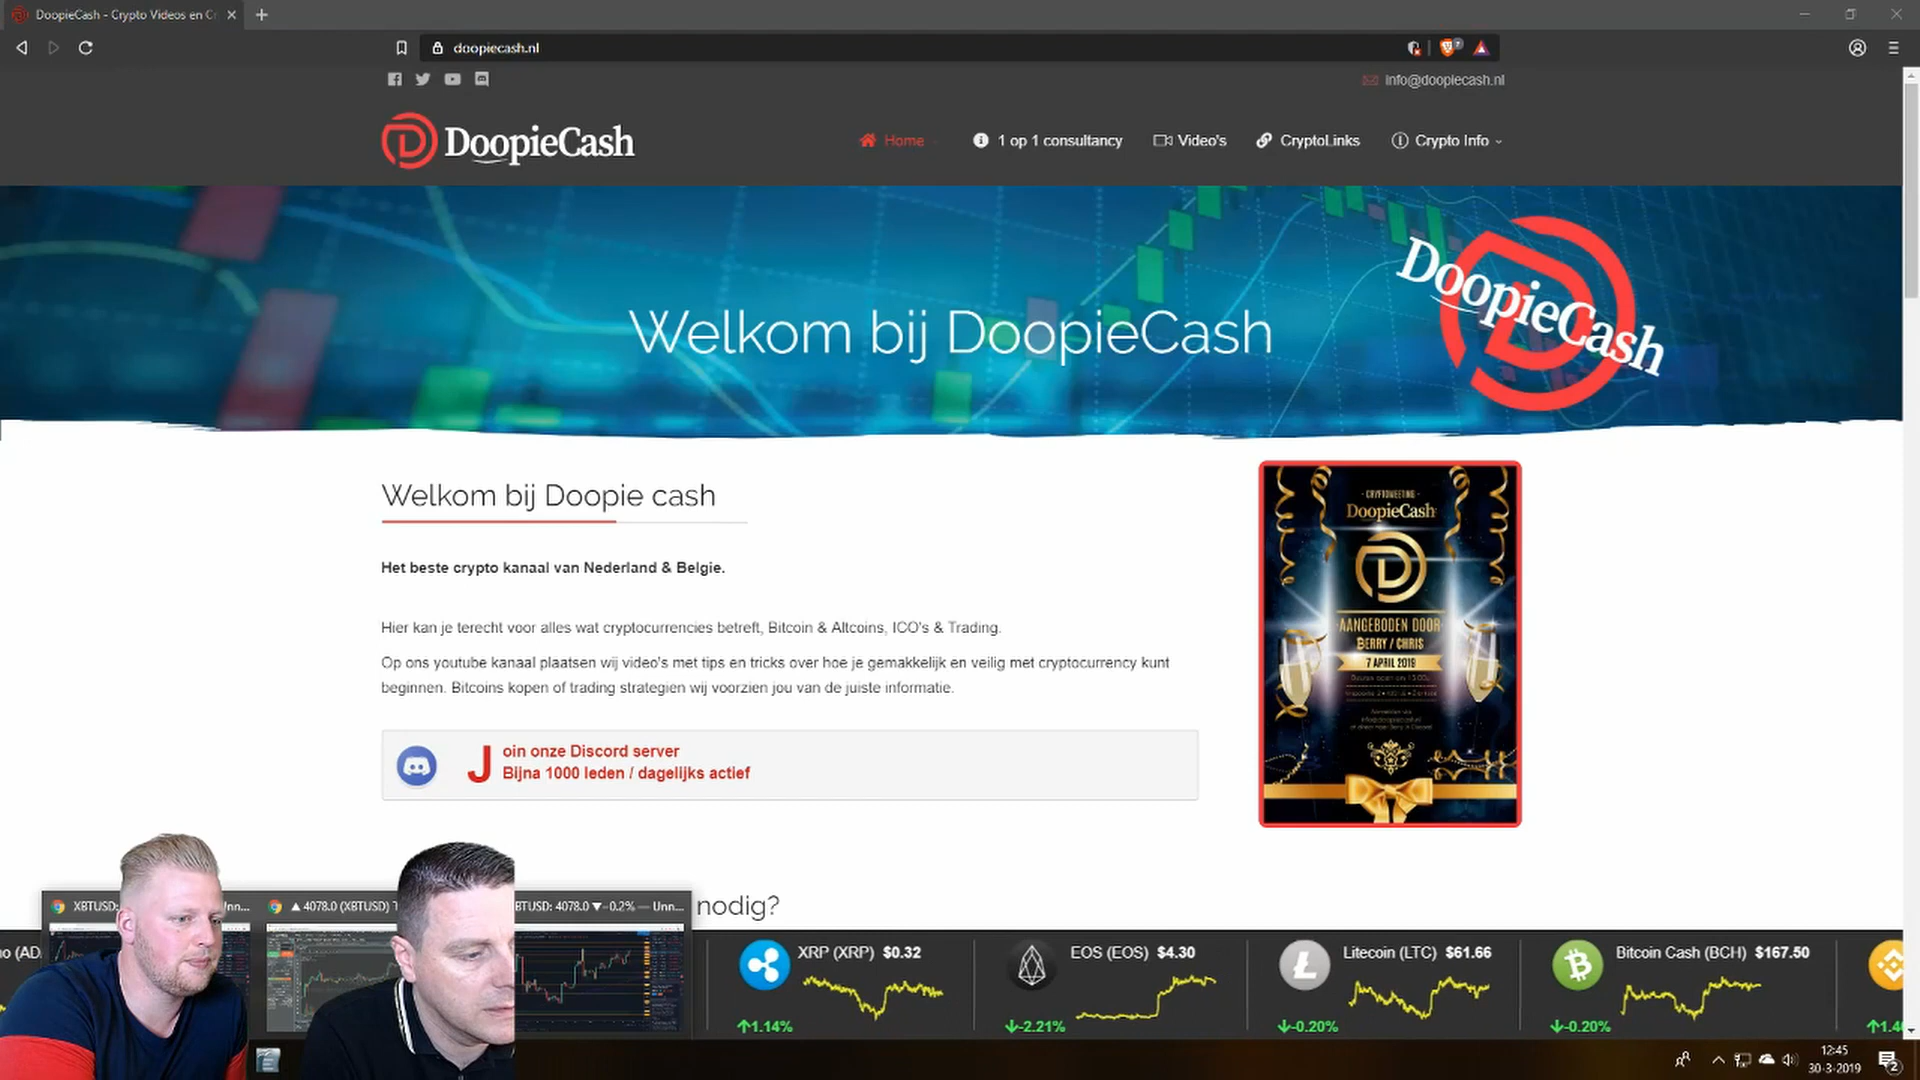 DoopieCash - Crypto Videos en C
doopiecash.nl
info@doopiecash.nl
DoopieCash
Home
1 op 1 consultancy
Video's
CryptoLinks
Crypto Info
Welkom bij DoopieCash
DoopieCash
Welkom bij Doopie cash
Het beste crypto kanaal van Nederland & Belgie.
Hier kan je terecht voor alles wat cryptocurrencies betreft, Bitcoin & Altcoins, ICO's & Trading.
Op ons youtube kanaal plaatsen wij video's met tips en tricks over hoe je gemakkelijk en veilig met cryptocurrency kunt
beginnen. Bitcoins kopen of trading strategien wij voorzien jou van de juiste informatie.
Join onze Discord server
Bijna 1000 leden / dagelijks actief
- CRYPTOMEETING -
DoopieCash
AANGEBODEN DOOR
BERRY / CHRIS
7 APRIL 2019
nodig?
XBTUSD:
nn...
▲ 4078.0 (XBTUSD)
BTUSD: 4078.0 ▼-0.2% — Unn...
XRP (XRP) $0.32
1.14%
EOS (EOS) $4.30
-2.21%
Litecoin (LTC) $61.66
-0.20%
Bitcoin Cash (BCH) $167.50
-0.20%
12:45
30-3-2019
2